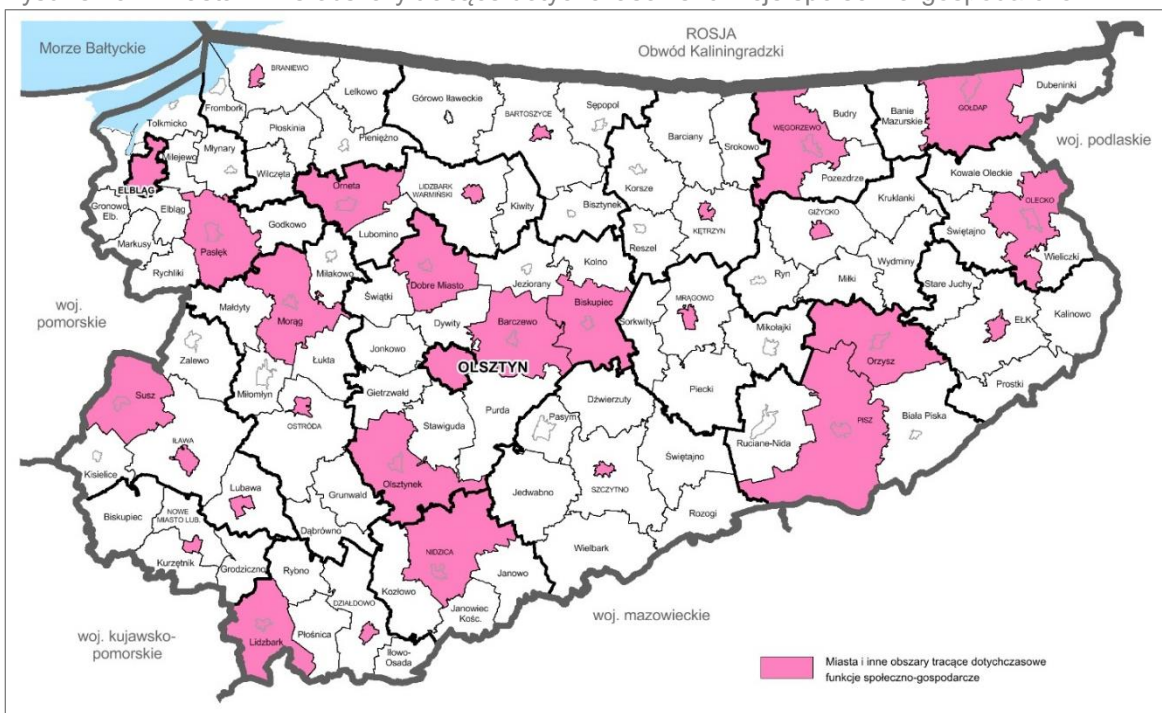 Morze Bałtyckie
ROSJA
Obwód Kaliningradzki
BRANIEWO
Lelkowo
Frombork
Górowo Iławeckie
BARTOSZYCE
Sępopol
Węgorzewo
Budry
Banie
Mazurskie
GOŁDAP
Dubeninki
Tolkmicko
Płoskinia
Pieniężno
Barciany
Srokowo
woj. podlaskie
Milejewo
Młynary
Wilczęta
Orneta
LIDZBARK
WARMIŃSKI
Kiwity
Bisztynek
Korsze
Pozezdrze
Kowale Oleckie
ELBLĄG
Gronowo
Elb.
Elbląg
Pasłęk
Godkowo
Lubomino
Reszel
KĘTRZYN
GIŻYCKO
Kruklanki
Świętajno
OLECKO
Markusy
Rychliki
Miłakowo
Świątki
Dobre Miasto
Jeziorany
Kolno
Ryn
Miłki
Wydminy
Wieliczki
Stare Juchy
woj.
pomorskie
Małdyty
Morąg
Dywity
Barczewo
Biskupiec
Sorkwity
MRĄGOWO
Mikołajki
EŁK
Kalinowo
Zalewo
Łukta
Jonkowo
OLSZTYN
Orzysz
Susz
Miłomłyn
Gietrzwałd
Piecki
Prostki
OSTRÓDA
Stawiguda
Purda
Pasym
Dźwierzuty
Ruciane-Nida
PISZ
Biała Piska
IŁAWA
Kisielice
Olsztynek
Świętajno
Lubawa
Grunwald
Jedwabno
SZCZYTNO
Biskupiec
NOWE
MIASTO LUB.
Dąbrówno
Rozogi
Kurzętnik
Grodziczno
Rybno
NIDZICA
Wielbark
Kozłowo
Janowo
DZIAŁDOWO
Janowiec
Kośc.
woj. mazowieckie
woj. kujawsko-
pomorskie
Lidzbark
Płośnica
Iłowo-
Osada
Miasta i inne obszary tracące dotychczasowe
funkcje społeczno-gospodarcze